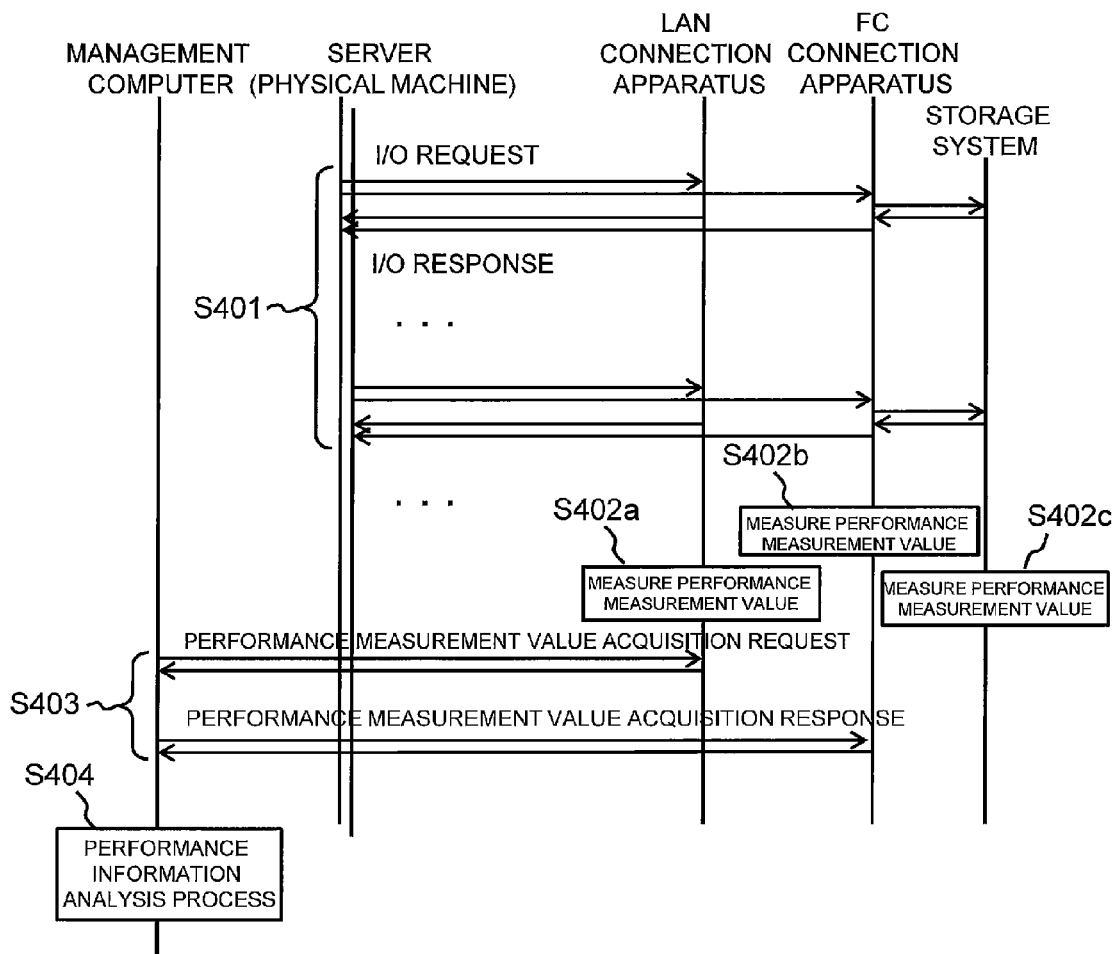 MANAGEMENT
COMPUTER
SERVER
(PHYSICAL MACHINE)
LAN
CONNECTION
APPARATUS
FC
CONNECTION
APPARATUS
STORAGE
SYSTEM
I/O REQUEST
I/O RESPONSE
S401
. . .
. . .
S402b
MEASURE PERFORMANCE
MEASUREMENT VALUE
S402a
MEASURE PERFORMANCE
MEASUREMENT VALUE
S402c
MEASURE PERFORMANCE
MEASUREMENT VALUE
PERFORMANCE MEASUREMENT VALUE ACQUISITION REQUEST
S403
PERFORMANCE MEASUREMENT VALUE ACQUISITION RESPONSE
S404
PERFORMANCE
INFORMATION
ANALYSIS PROCESS